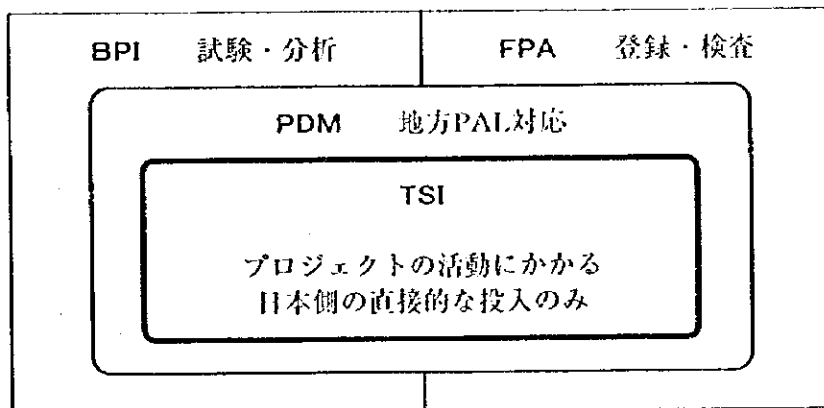 BPI 試験・分析 FPA 登録・検査
PDM 地方PAL対応
TSI
プロジェクトの活動にかかる
日本側の直接的な投入のみ